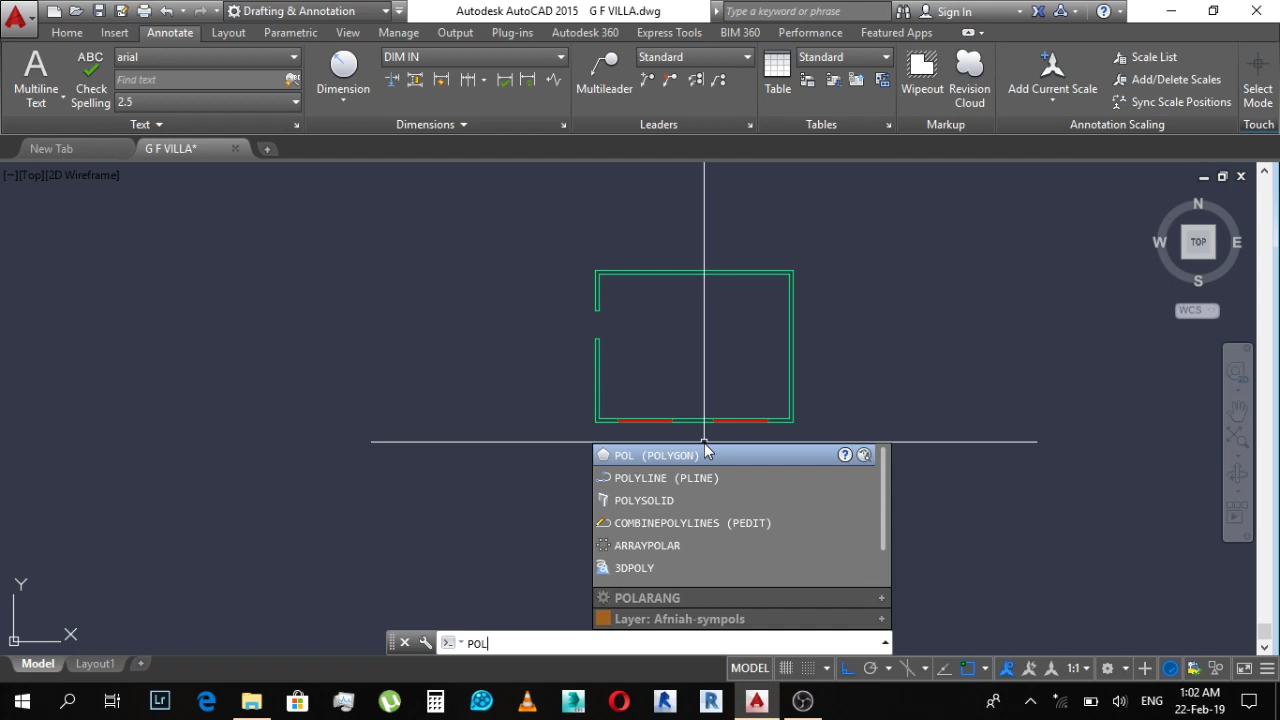 Drafting & Annotation
Autodesk AutoCAD 2015 G F VILLA.dwg
Type a keyword or phrase
Sign In
Home Insert Annotate Layout Parametric View Manage Output Plug-ins Autodesk 360 Express Tools BIM 360 Performance Featured Apps
Multiline
Text
ABC
Check
Spelling
arial
Find text
2.5
Text
Dimension
DIM IN
Dimensions
Multileader
Standard
Leaders
Table
Standard
Tables
Wipeout
Revision
Cloud
Markup
Add Current Scale
Scale List
Add/Delete Scales
Sync Scale Positions
Annotation Scaling
Select
Mode
Touch
New Tab
G F VILLA*
[−][Top][2D Wireframe]
N
W TOP E
S
WCS
POL (POLYGON)
POLYLINE (PLINE)
POLYSOLID
COMBINEPOLYLINES (PEDIT)
ARRAYPOLAR
3DPOLY
POLARANG
Layer: Afniah-sympols
POL
Y
X
Model Layout1
MODEL
1:1
Lr
R
R
A
ENG
1:02 AM
22-Feb-19